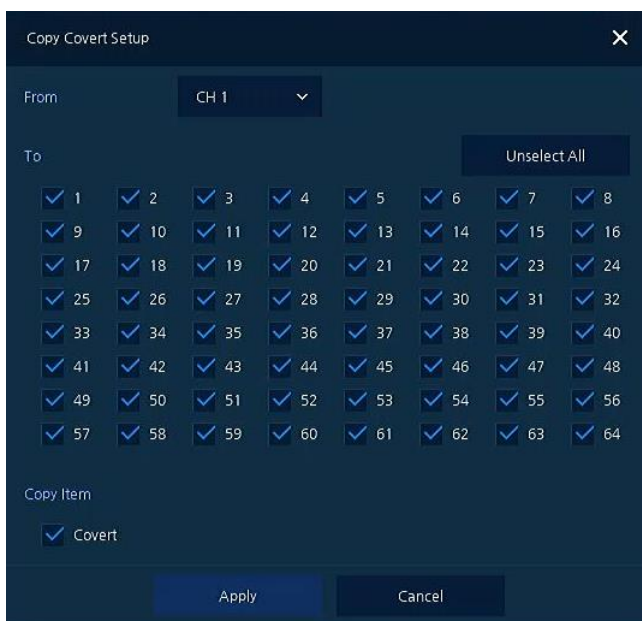 Copy Covert Setup
From CH 1
To Unselect All
1 2 3 4 5 6 7 8
9 10 11 12 13 14 15 16
17 18 19 20 21 22 23 24
25 26 27 28 29 30 31 32
33 34 35 36 37 38 39 40
41 42 43 44 45 46 47 48
49 50 51 52 53 54 55 56
57 58 59 60 61 62 63 64
Copy Item
Covert
Apply Cancel